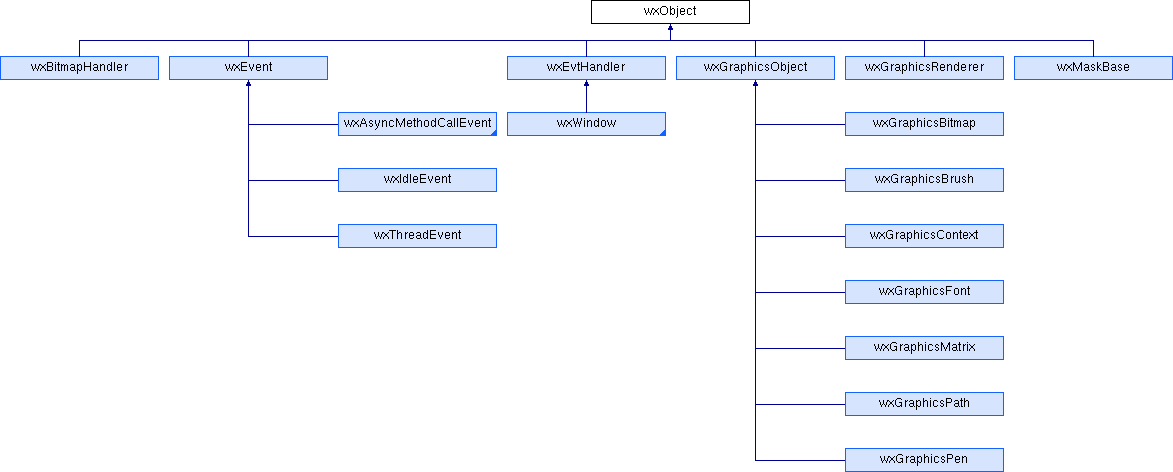 wxObject
wxBitmapHandler
wxEvent
wxEvtHandler
wxGraphicsObject
wxGraphicsRenderer
wxMaskBase
wxAsyncMethodCallEvent
wxWindow
wxGraphicsBitmap
wxIdleEvent
wxGraphicsBrush
wxThreadEvent
wxGraphicsContext
wxGraphicsFont
wxGraphicsMatrix
wxGraphicsPath
wxGraphicsPen